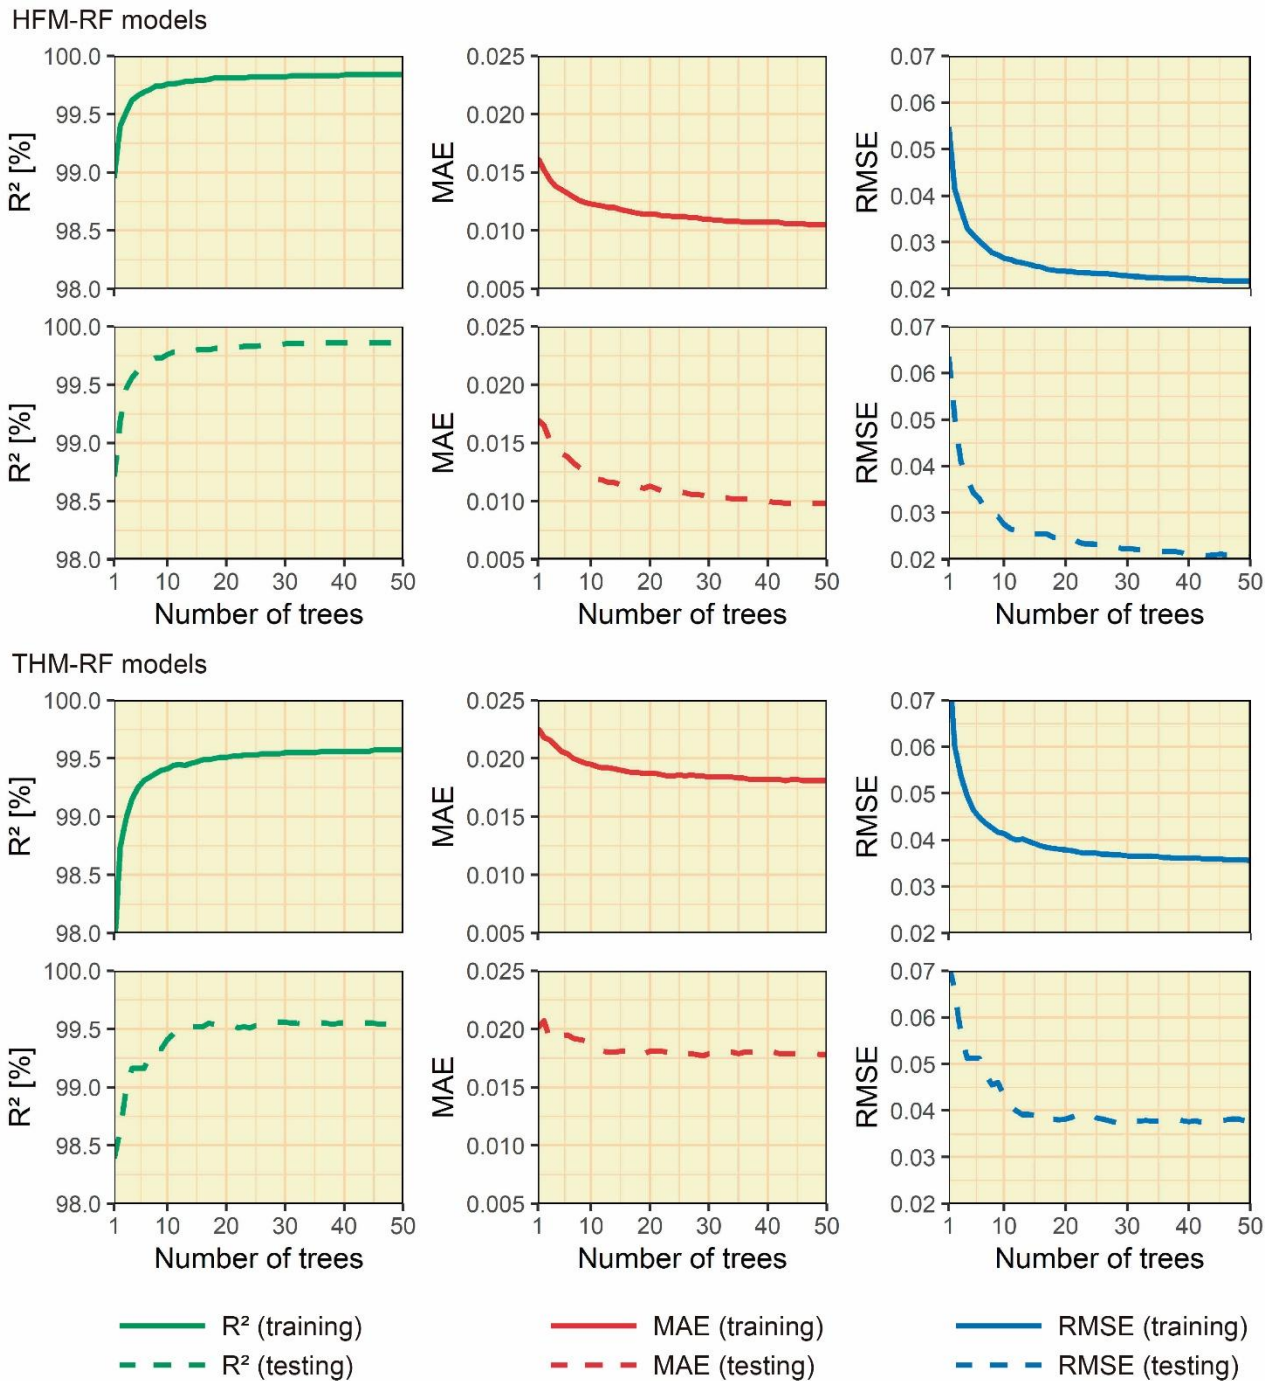 HFM-RF models
R² [%]
100.0
99.5
99.0
98.5
98.0
MAE
0.025
0.020
0.015
0.010
0.005
RMSE
0.07
0.06
0.05
0.04
0.03
0.02
R² [%]
100.0
99.5
99.0
98.5
98.0
1 10 20 30 40 50
Number of trees
MAE
0.025
0.020
0.015
0.010
0.005
1 10 20 30 40 50
Number of trees
RMSE
0.07
0.06
0.05
0.04
0.03
0.02
1 10 20 30 40 50
Number of trees
THM-RF models
R² [%]
100.0
99.5
99.0
98.5
98.0
MAE
0.025
0.020
0.015
0.010
0.005
RMSE
0.07
0.06
0.05
0.04
0.03
0.02
R² [%]
100.0
99.5
99.0
98.5
98.0
1 10 20 30 40 50
Number of trees
MAE
0.025
0.020
0.015
0.010
0.005
1 10 20 30 40 50
Number of trees
RMSE
0.07
0.06
0.05
0.04
0.03
0.02
1 10 20 30 40 50
Number of trees
R² (training)
R² (testing)
MAE (training)
MAE (testing)
RMSE (training)
RMSE (testing)